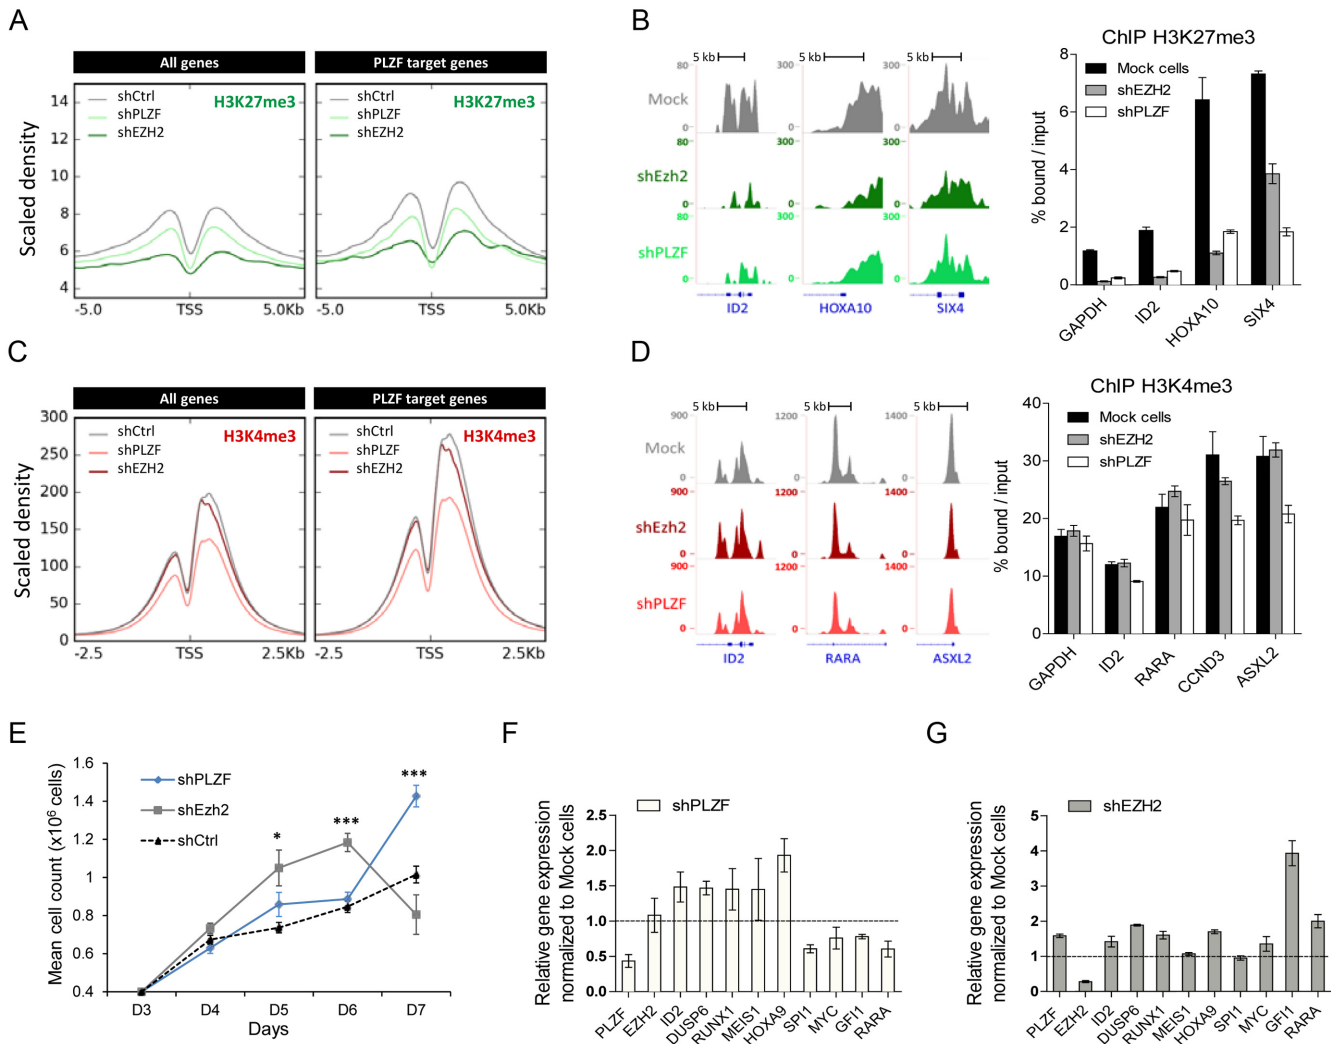 A
All genes
PLZF target genes
shCtrl
shPLZF
shEZH2
H3K27me3
shCtrl
shPLZF
shEZH2
H3K27me3
Scaled density
14
12
10
8
6
4
-5.0
TSS
5.0Kb
-5.0
TSS
5.0Kb
B
5 kb
5 kb
5 kb
80
300
300
Mock
0
0
0
80
300
300
shEzh2
0
0
0
80
300
300
shPLZF
0
0
0
ID2
HOXA10
SIX4
ChIP H3K27me3
Mock cells
shEZH2
shPLZF
% bound / input
8
6
4
2
0
GAPDH
ID2
HOXA10
SIX4
C
All genes
PLZF target genes
shCtrl
shPLZF
shEZH2
H3K4me3
shCtrl
shPLZF
shEZH2
H3K4me3
Scaled density
300
250
200
150
100
50
0
-2.5
TSS
2.5Kb
-2.5
TSS
2.5Kb
D
5 kb
5 kb
5 kb
900
1200
1400
Mock
0
0
0
900
1200
1400
shEzh2
0
0
0
900
1200
1400
shPLZF
0
0
0
ID2
RARA
ASXL2
ChIP H3K4me3
Mock cells
shEZH2
shPLZF
% bound / input
40
30
20
10
0
GAPDH
ID2
RARA
CCND3
ASXL2
E
Mean cell count (x10⁶ cells)
1.6
1.4
1.2
1
0.8
0.6
0.4
shPLZF
shEzh2
shCtrl
*
***
***
D3
D4
D5
D6
D7
Days
F
Relative gene expression
normalized to Mock cells
shPLZF
2.5
2.0
1.5
1.0
0.5
0.0
PLZF
EZH2
ID2
DUSP6
RUNX1
MEIS1
HOXA9
SPI1
MYC
GFI1
RARA
G
Relative gene expression
normalized to Mock cells
shEZH2
5
4
3
2
1
0
PLZF
EZH2
ID2
DUSP6
RUNX1
MEIS1
HOXA9
SPI1
MYC
GFI1
RARA